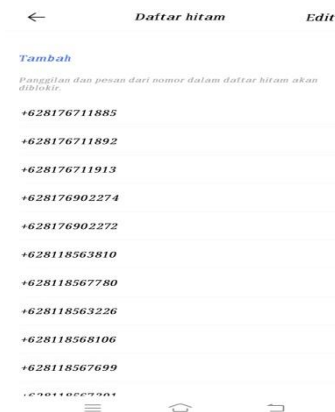 Daftar hitam
Edit
Tambah
Panggilan dan pesan dari nomor dalam daftar hitam akan
diblokir.
+628176711885
+628176711892
+628176711913
+628176902274
+628176902272
+628118563810
+628118567780
+628118563226
+628118568106
+628118567699